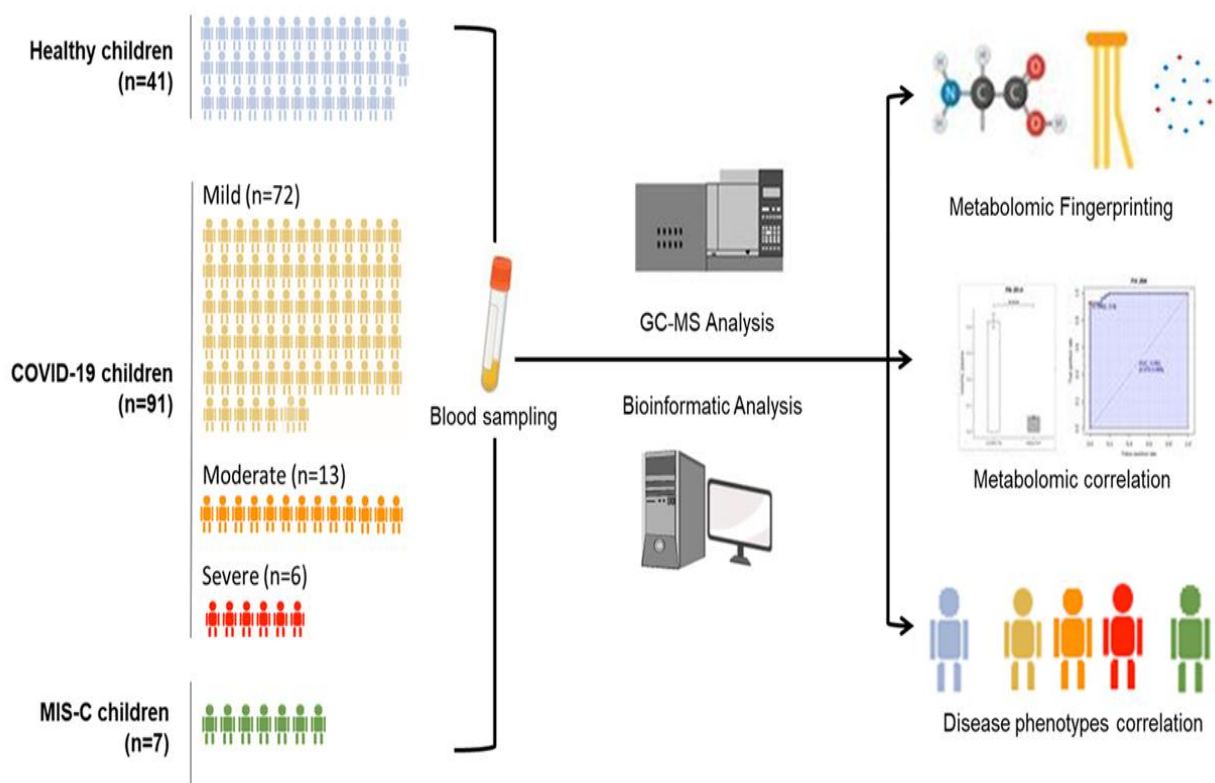 Healthy children
(n=41)
Mild (n=72)
COVID-19 children
(n=91)
Moderate (n=13)
Severe (n=6)
MIS-C children
(n=7)
Blood sampling
GC-MS Analysis
Bioinformatic Analysis
N
C
C
O
O
H
H
H
H
Metabolomic Fingerprinting
Metabolomic correlation
Disease phenotypes correlation